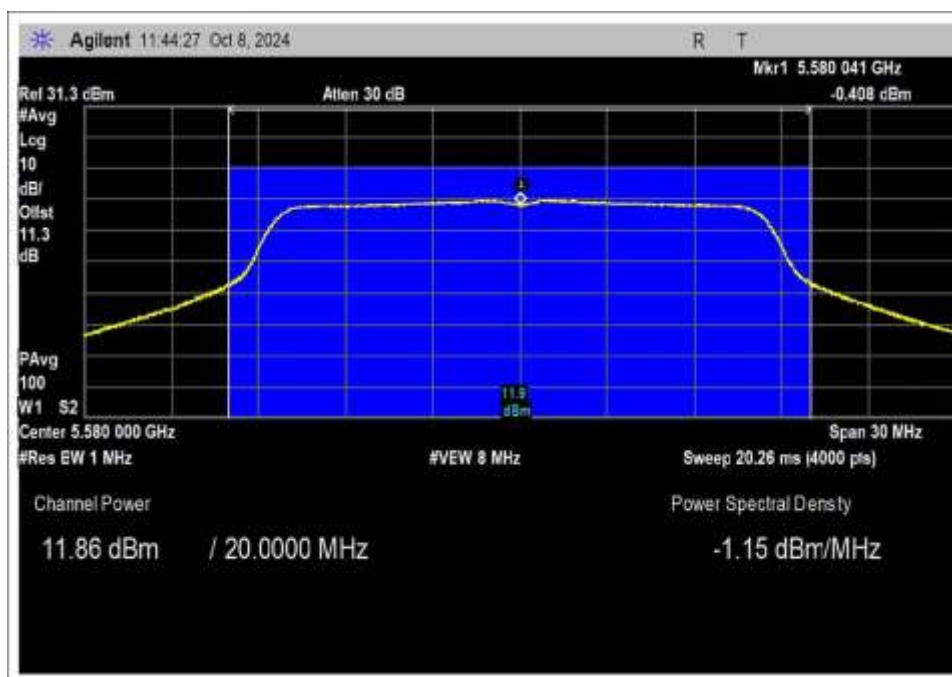 Agilent 11:44:27 Oct 8, 2024 R T
Mkr1 5.580 041 GHz
Ref 31.3 dBm Atten 30 dB -0.408 dBm
#Avg
Log
10
dB/
Offst
11.3
dB
1
PAvg
100
11.9
dBm
W1 S2
Center 5.580 000 GHz Span 30 MHz
#Res BW 1 MHz #VBW 8 MHz Sweep 20.26 ms (4000 pts)
Channel Power Power Spectral Density
11.86 dBm / 20.0000 MHz -1.15 dBm/MHz